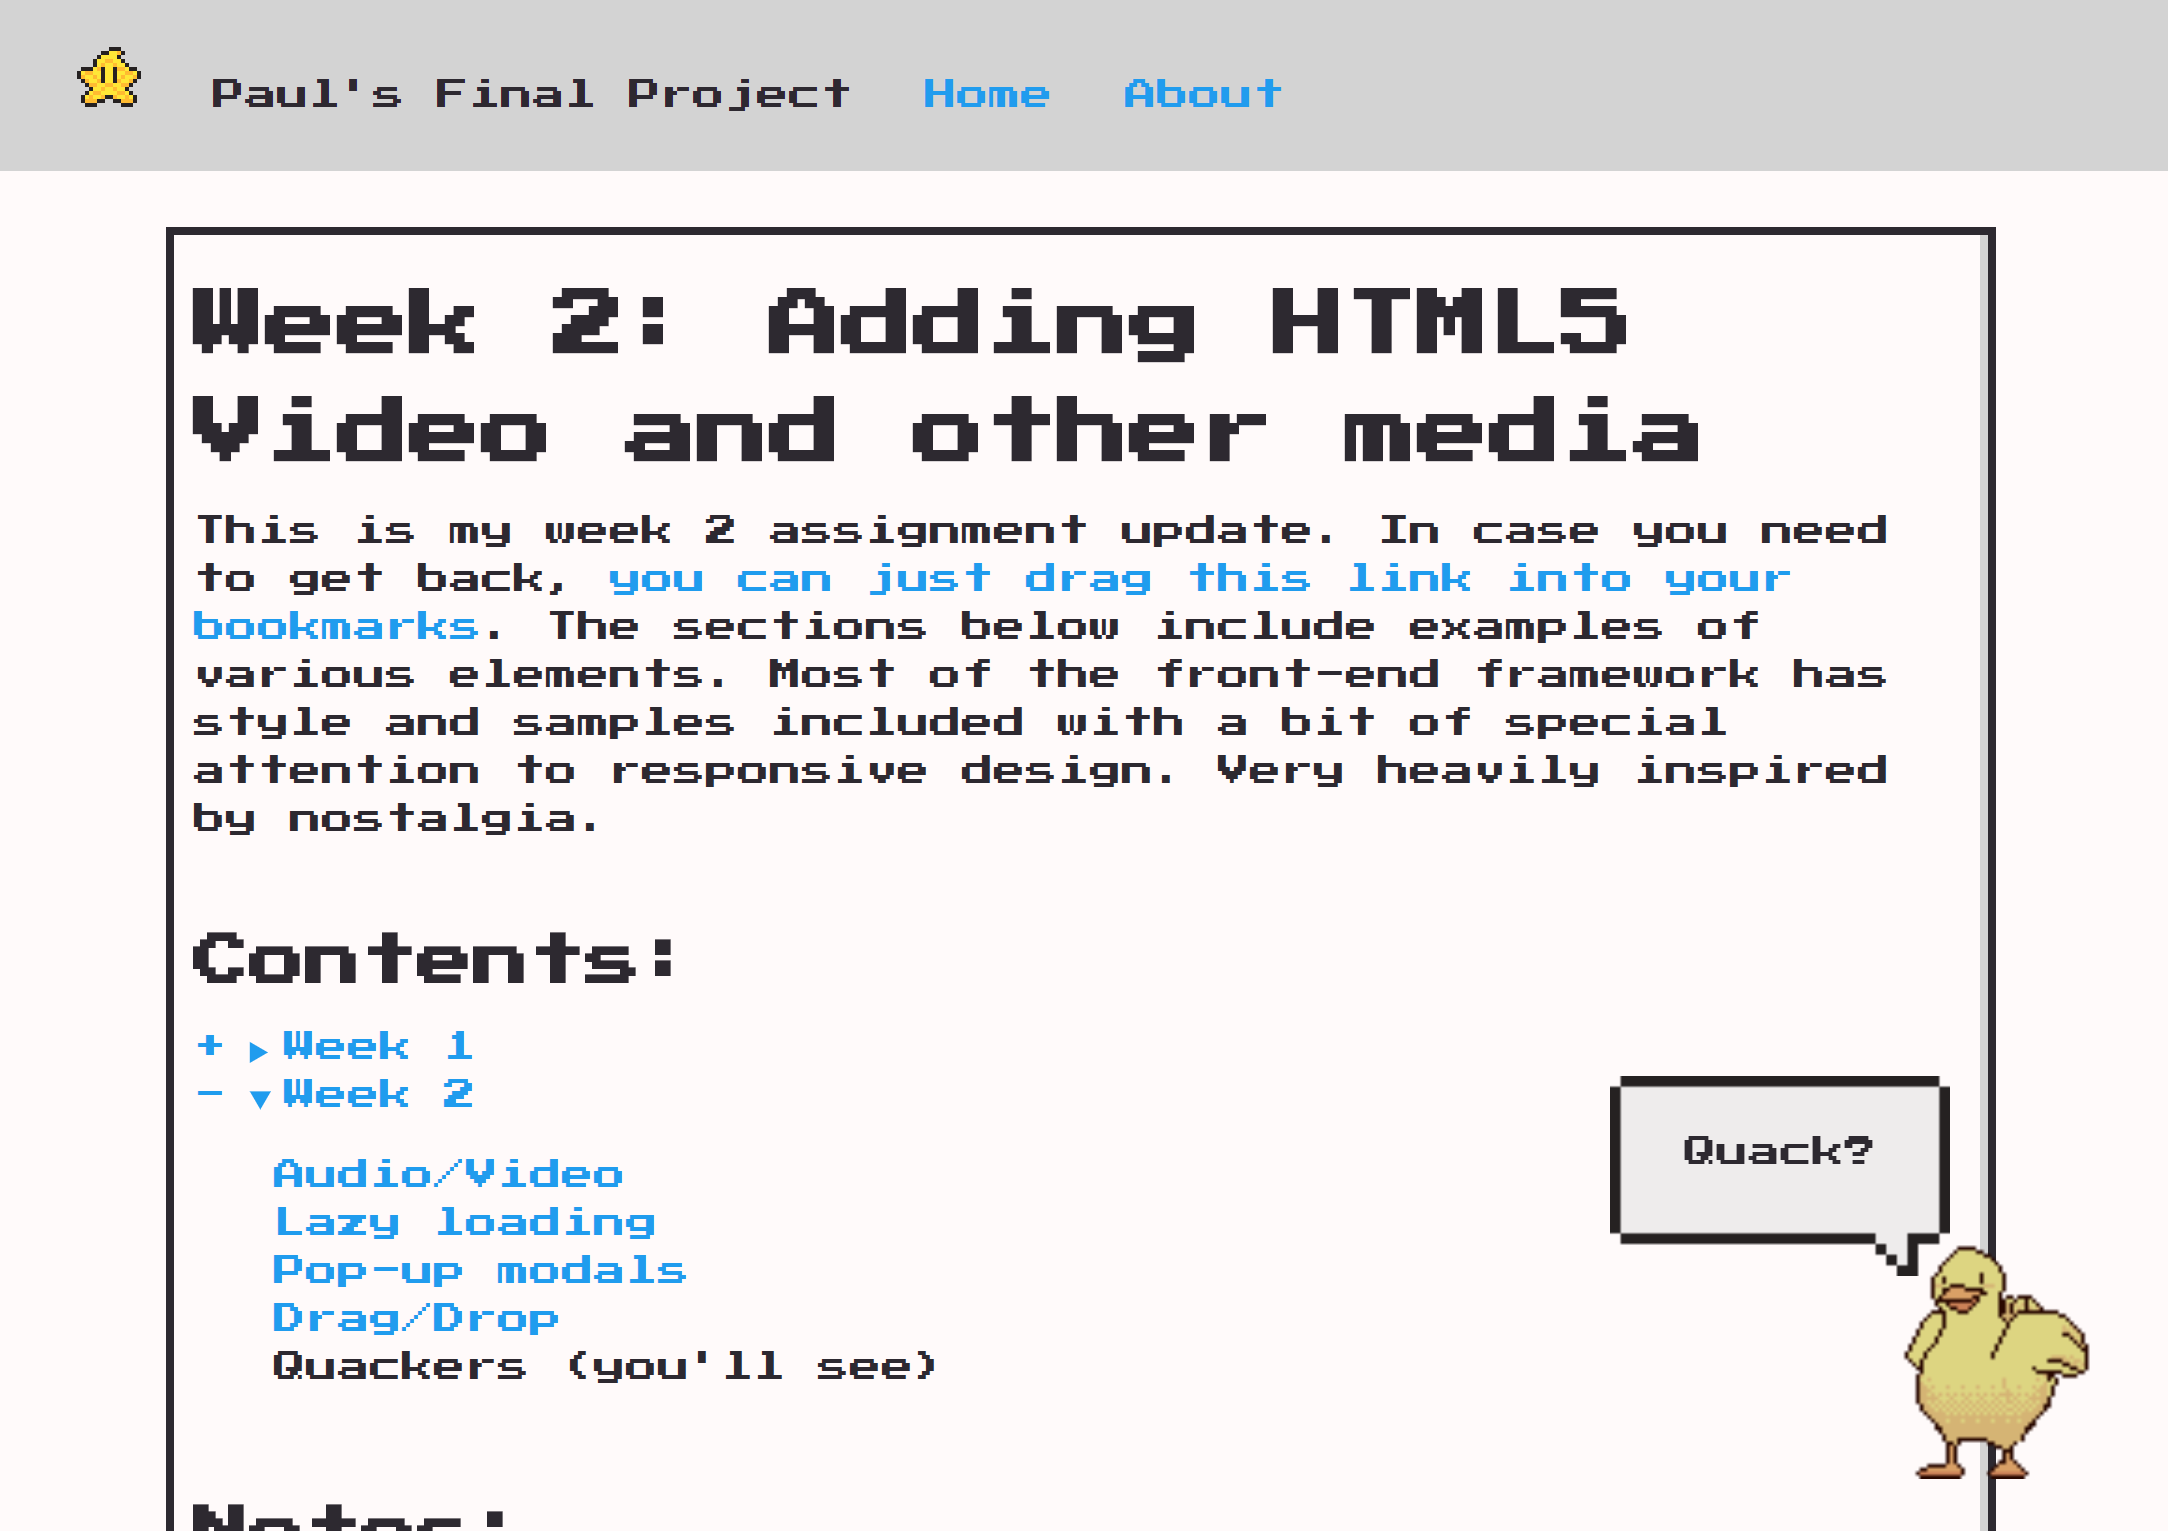 Paul's Final Project Home About
Week 2: Adding HTML5
Video and other media
This is my week 2 assignment update. In case you need
to get back, you can just drag this link into your
bookmarks. The sections below include examples of
various elements. Most of the front-end framework has
style and samples included with a bit of special
attention to responsive design. Very heavily inspired
by nostalgia.
Contents:
+ ▶ Week 1
- ▼ Week 2
Audio/Video
Lazy loading
Pop-up modals
Drag/Drop
Quackers (you'll see)
Quack?
Notes: